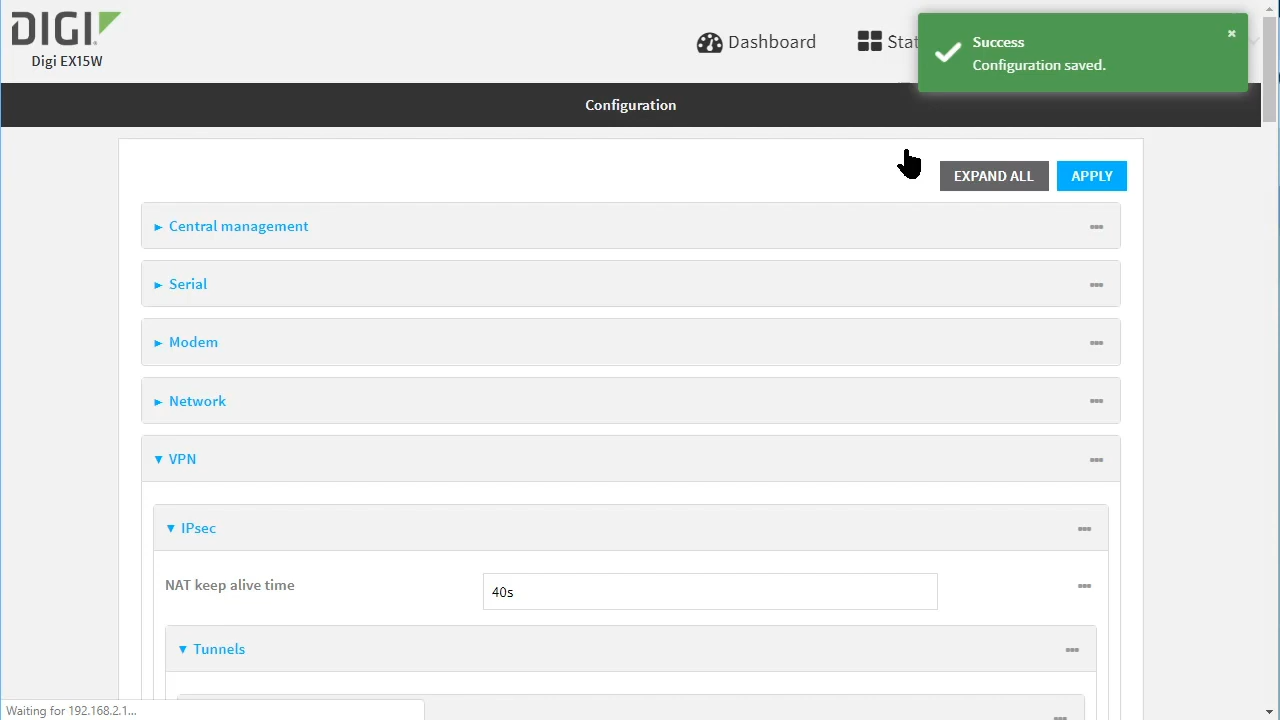 DIGI
Digi EX15W
Dashboard
Stat
Success
Configuration saved.
×
Configuration
EXPAND ALL
APPLY
Central management
Serial
Modem
Network
VPN
IPsec
NAT keep alive time
40s
Tunnels
Waiting for 192.168.2.1...